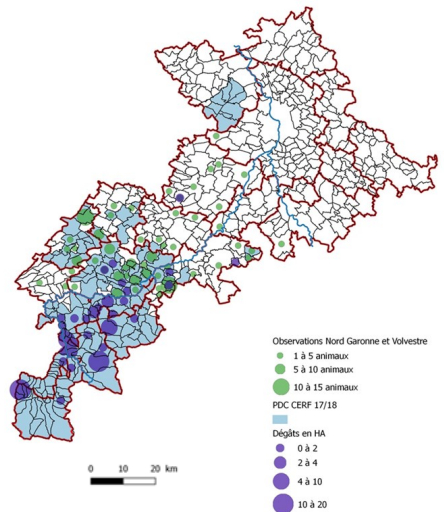 Observations Nord Garonne et Volvestre
1 à 5 animaux
5 à 10 animaux
10 à 15 animaux
PDC CERF 17/18
Dégâts en HA
0 à 2
2 à 4
4 à 10
10 à 20
0 10 20 km